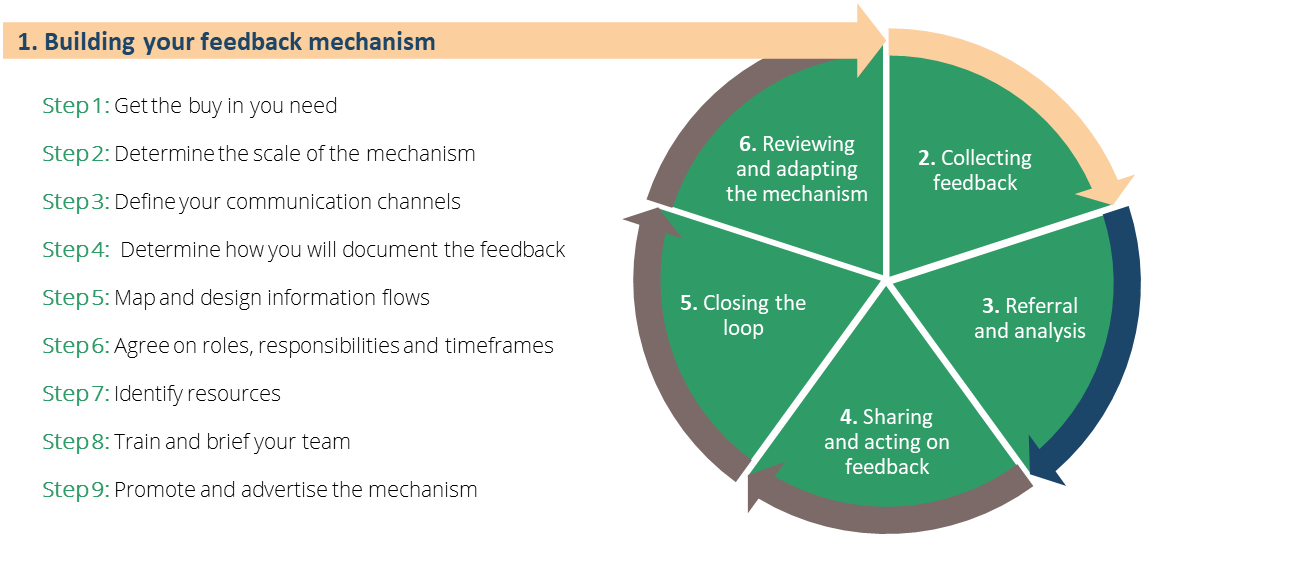 1. Building your feedback mechanism
Step 1: Get the buy in you need
Step 2: Determine the scale of the mechanism
Step 3: Define your communication channels
Step 4: Determine how you will document the feedback
Step 5: Map and design information flows
Step 6: Agree on roles, responsibilities and timeframes
Step 7: Identify resources
Step 8: Train and brief your team
Step 9: Promote and advertise the mechanism
2. Collecting
feedback
3. Referral
and analysis
4. Sharing
and acting on
feedback
5. Closing the
loop
6. Reviewing
and adapting
the mechanism